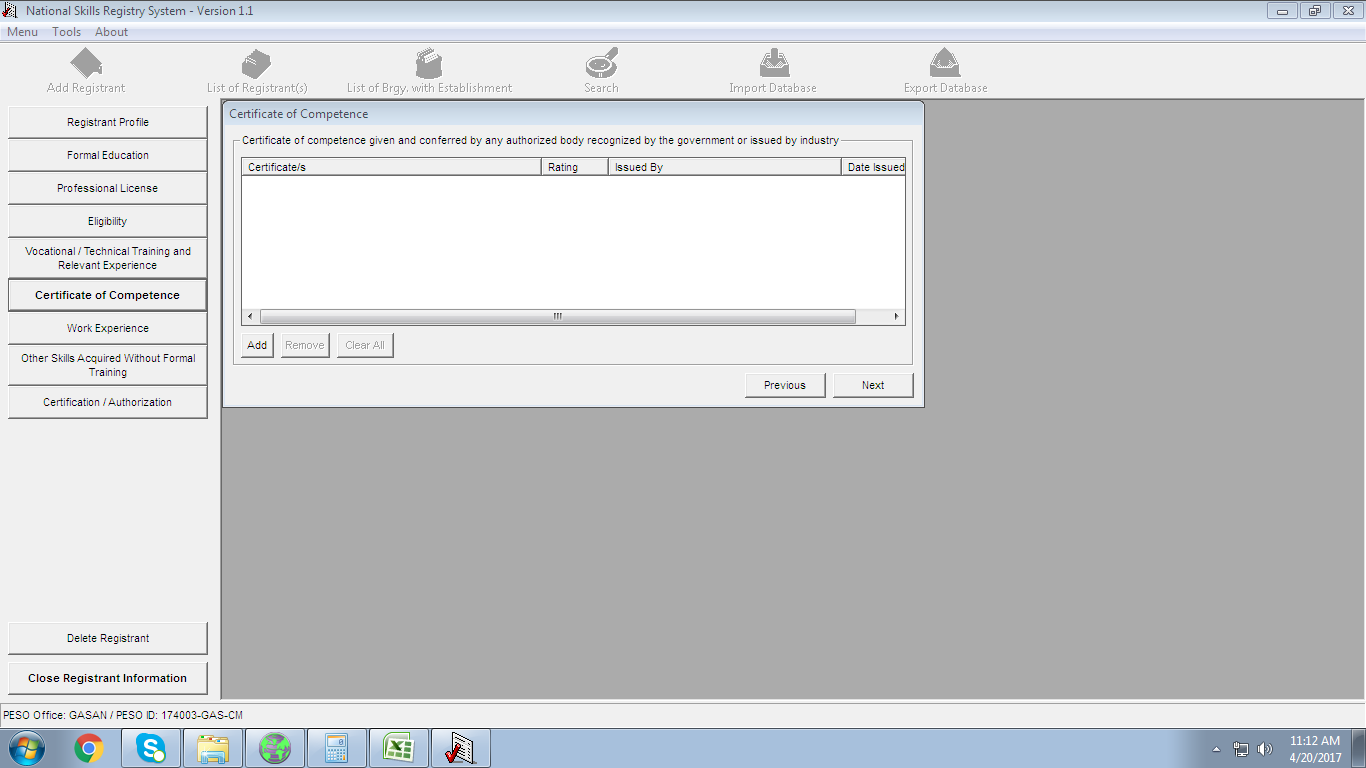 National Skills Registry System - Version 1.1
Menu Tools About
Add Registrant List of Registrant(s) List of Brgy. with Establishment Search Import Database Export Database
Registrant Profile
Formal Education
Professional License
Eligibility
Vocational / Technical Training and
Relevant Experience
Certificate of Competence
Work Experience
Other Skills Acquired Without Formal
Training
Certification / Authorization
Delete Registrant
Close Registrant Information
Certificate of Competence
Certificate of competence given and conferred by any authorized body recognized by the government or issued by industry
Certificate/s Rating Issued By Date Issued
Add Remove Clear All
Previous Next
PESO Office: GASAN / PESO ID: 174003-GAS-CM
11:12 AM
4/20/2017